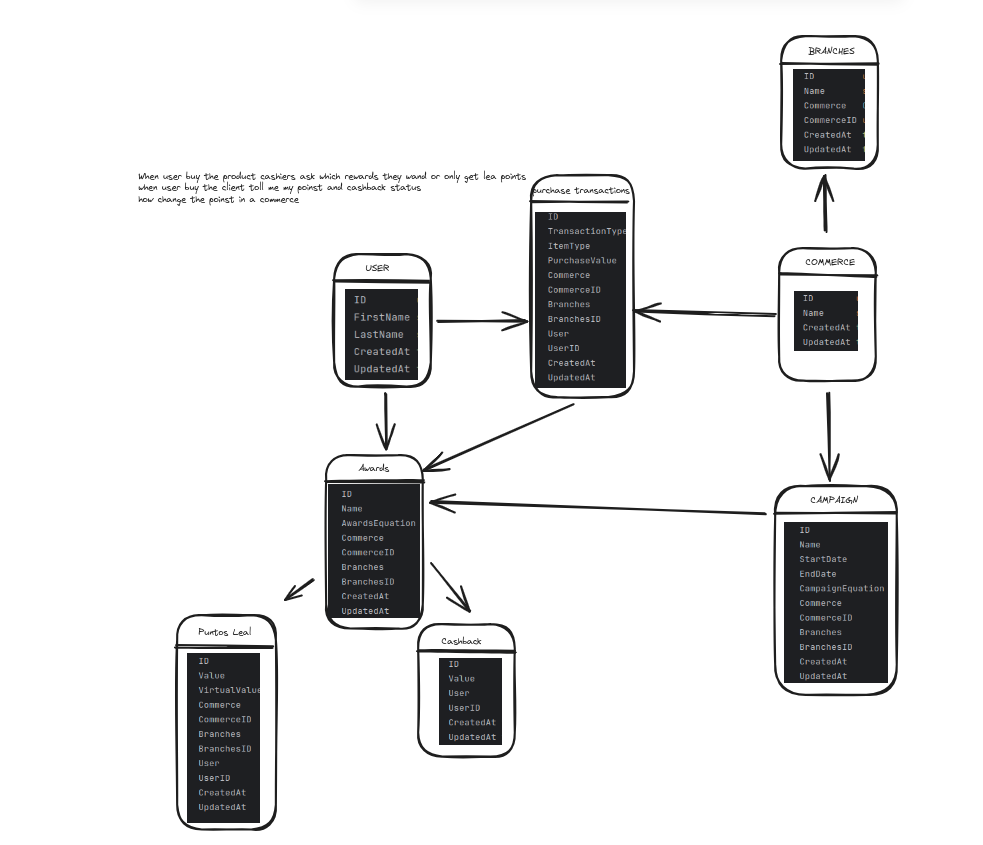 BRANCHES
ID
Name
Commerce
CommerceID
CreatedAt
UpdatedAt
When user buy the product cashiers ask which rewards they wand or only get lea points
when user buy the client toll me my poinst and cashback status
how change the poinst in a commerce
purchase transactions
ID
TransactionType
ItemType
PurchaseValue
Commerce
CommerceID
Branches
BranchesID
User
UserID
CreatedAt
UpdatedAt
USER
ID
FirstName
LastName
CreatedAt
UpdatedAt
COMMERCE
ID
Name
CreatedAt
UpdatedAt
Awards
ID
Name
AwardsEquation
Commerce
CommerceID
Branches
BranchesID
CreatedAt
UpdatedAt
CAMPAIGN
ID
Name
StartDate
EndDate
CampaignEquation
Commerce
CommerceID
Branches
BranchesID
CreatedAt
UpdatedAt
Puntos Leal
ID
Value
VirtualValue
Commerce
CommerceID
Branches
BranchesID
User
UserID
CreatedAt
UpdatedAt
Cashback
ID
Value
User
UserID
CreatedAt
UpdatedAt